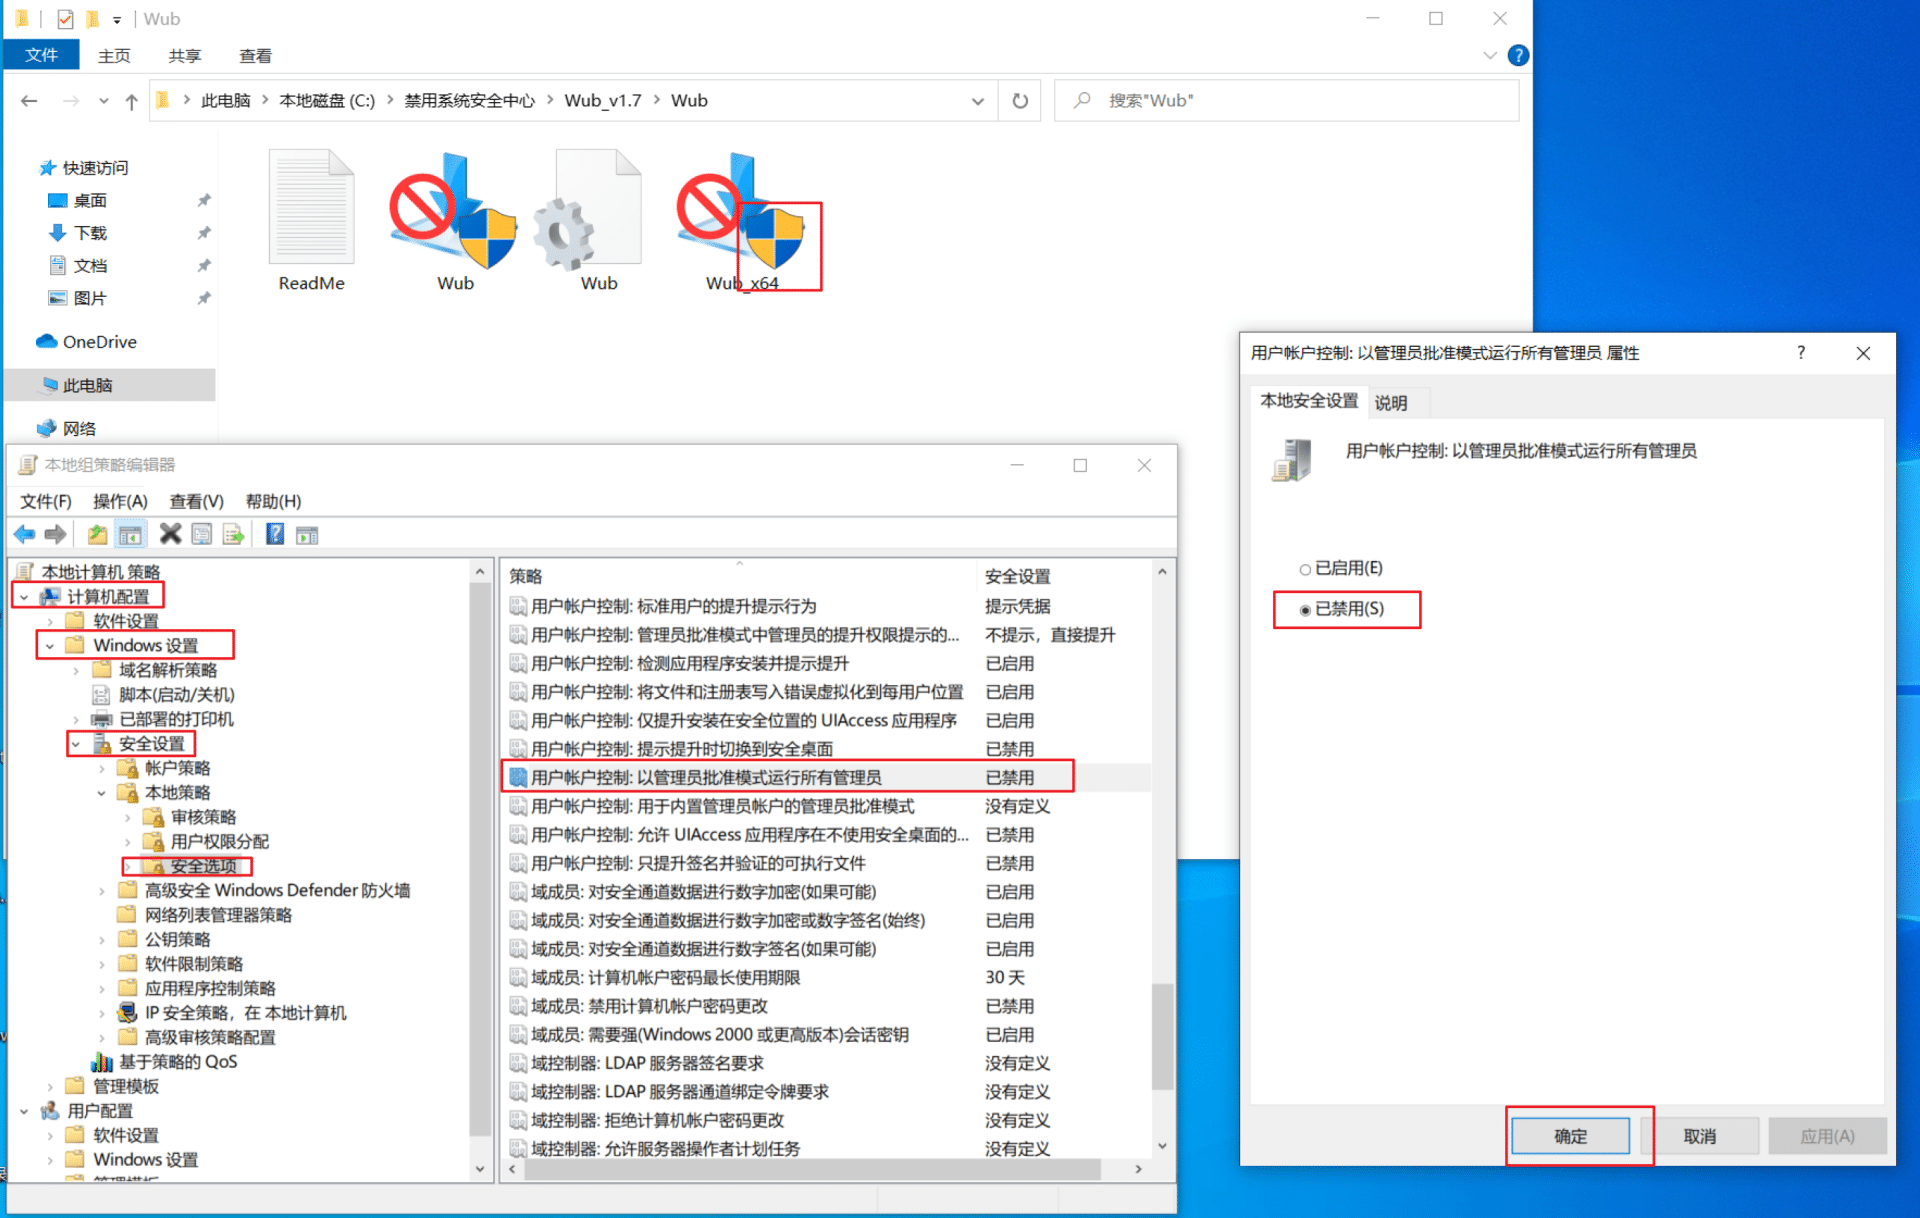 Wub
文件 主页 共享 查看
此电脑 本地磁盘 (C:) 禁用系统安全中心 Wub_v1.7 Wub
搜索"Wub"
快速访问
桌面
下载
文档
图片
OneDrive
此电脑
网络
ReadMe
Wub
Wub
Wub_x64
本地组策略编辑器
文件(F) 操作(A) 查看(V) 帮助(H)
本地计算机 策略
计算机配置
软件设置
Windows 设置
域名解析策略
脚本(启动/关机)
已部署的打印机
安全设置
帐户策略
本地策略
审核策略
用户权限分配
安全选项
高级安全 Windows Defender 防火墙
网络列表管理器策略
公钥策略
软件限制策略
应用程序控制策略
IP 安全策略，在 本地计算机
高级审核策略配置
基于策略的 QoS
管理模板
用户配置
软件设置
Windows 设置
管理模板
策略 安全设置
用户帐户控制: 标准用户的提升提示行为 提示凭据
用户帐户控制: 管理员批准模式中管理员的提升权限提示的... 不提示，直接提升
用户帐户控制: 检测应用程序安装并提示提升 已启用
用户帐户控制: 将文件和注册表写入错误虚拟化到每用户位置 已启用
用户帐户控制: 仅提升安装在安全位置的 UIAccess 应用程序 已启用
用户帐户控制: 提示提升时切换到安全桌面 已禁用
用户帐户控制: 以管理员批准模式运行所有管理员 已禁用
用户帐户控制: 用于内置管理员帐户的管理员批准模式 没有定义
用户帐户控制: 允许 UIAccess 应用程序在不使用安全桌面的... 已禁用
用户帐户控制: 只提升签名并验证的可执行文件 已禁用
域成员: 对安全通道数据进行数字加密(如果可能) 已启用
域成员: 对安全通道数据进行数字加密或数字签名(始终) 已启用
域成员: 对安全通道数据进行数字签名(如果可能) 已启用
域成员: 计算机帐户密码最长使用期限 30 天
域成员: 禁用计算机帐户密码更改 已禁用
域成员: 需要强(Windows 2000 或更高版本)会话密钥 已启用
域控制器: LDAP 服务器签名要求 没有定义
域控制器: LDAP 服务器通道绑定令牌要求 没有定义
域控制器: 拒绝计算机帐户密码更改 没有定义
域控制器: 允许服务器操作者计划任务 没有定义
用户帐户控制: 以管理员批准模式运行所有管理员 属性
本地安全设置 说明
用户帐户控制: 以管理员批准模式运行所有管理员
已启用(E)
已禁用(S)
确定 取消 应用(A)